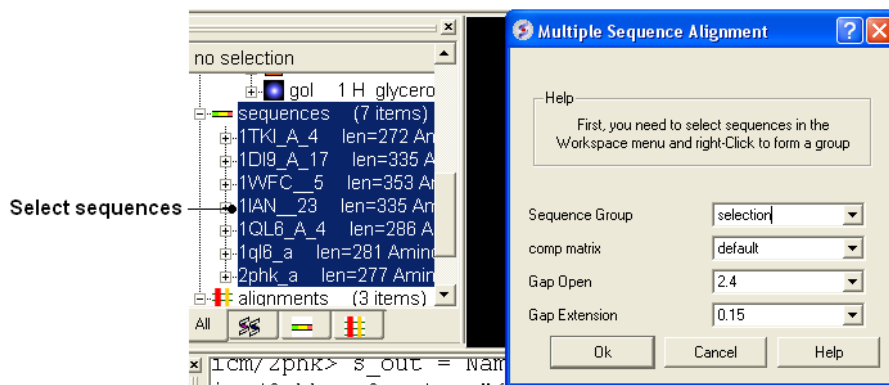 no selection
gol 1 H glycero
sequences (7 items)
1TKI_A_4 len=272 Am
1DI9_A_17 len=335 A
1WFC__5 len=353 Ar
Select sequences
1IAN__23 len=335 Am
1QL6_A_4 len=286 A
1ql6_a len=281 Amin
2phk_a len=277 Amin
alignments (3 items)
All
icm/2phk> s_out = Nam
Multiple Sequence Alignment
Help
First, you need to select sequences in the
Workspace menu and right-Click to form a group
Sequence Group selection
comp matrix default
Gap Open 2.4
Gap Extension 0.15
Ok Cancel Help